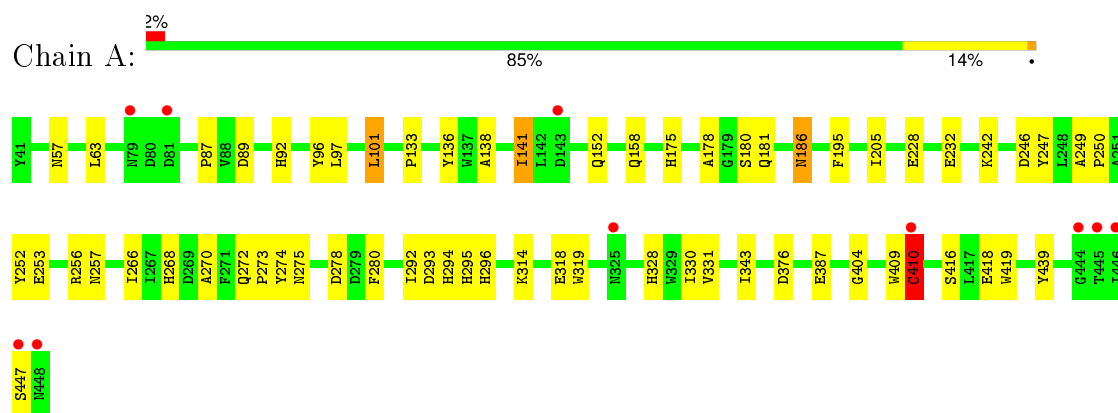 2%
Chain A:
85% 14% •
Y41 N57 L63 N79 D80 D81 P87 V88 D89 H92 Y96 L97 L101 P133 Y136 W137 A138 I141 L142 D143 Q152 Q158 H175 A178 G179 S180 Q181 N186 F195 I205 E228 E232 K242 D246 Y247 L248 A249 P250 A251
Y252 E253 R256 N257 I266 I267 H268 D269 A270 F271 Q272 P273 Y274 N275 D278 D279 F280 I292 D293 H294 H295 H296 K314 E318 W319 N325 H328 W329 I330 V331 I343 D376 E387 G404 W409 C410 S416 L417 E418 W419 Y439 G444 T445 I446
S447 N448